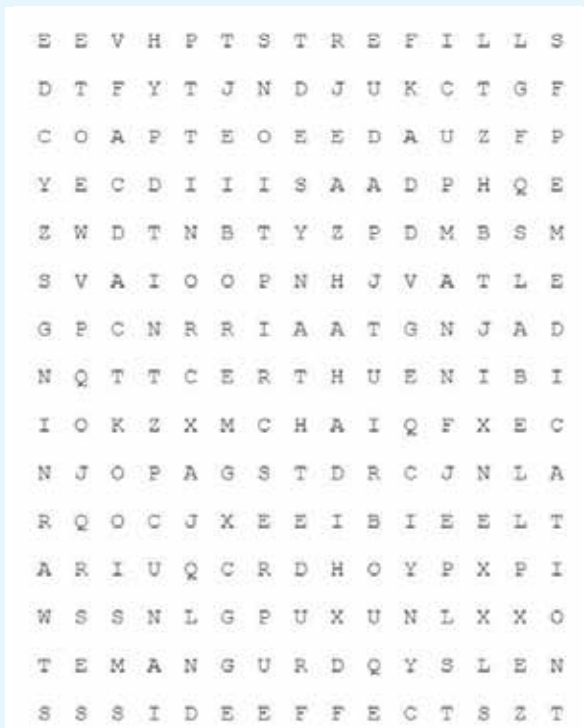 E E V H P T S T R E F I L L S
D T F Y T J N D J U K C T G F
C O A P T E O E E D A U Z F P
Y E C D I I I S A A D P H Q E
Z W D T N B T Y Z P D M B S M
S V A I O O P N H J V A T L E
G P C N R R I A A T G N J A D
N Q T T C E R T H U E N I B I
I O K Z X M C H A I Q F X E C
N J O P A G S T D R C J N L A
R Q O C J X E E I B I E E L T
A R I U Q C R D H O Y P X P I
W S S N L G P U X U N L X X O
T E M A N G U R D Q Y S L E N
S S S I D E E F F E C T S Z T